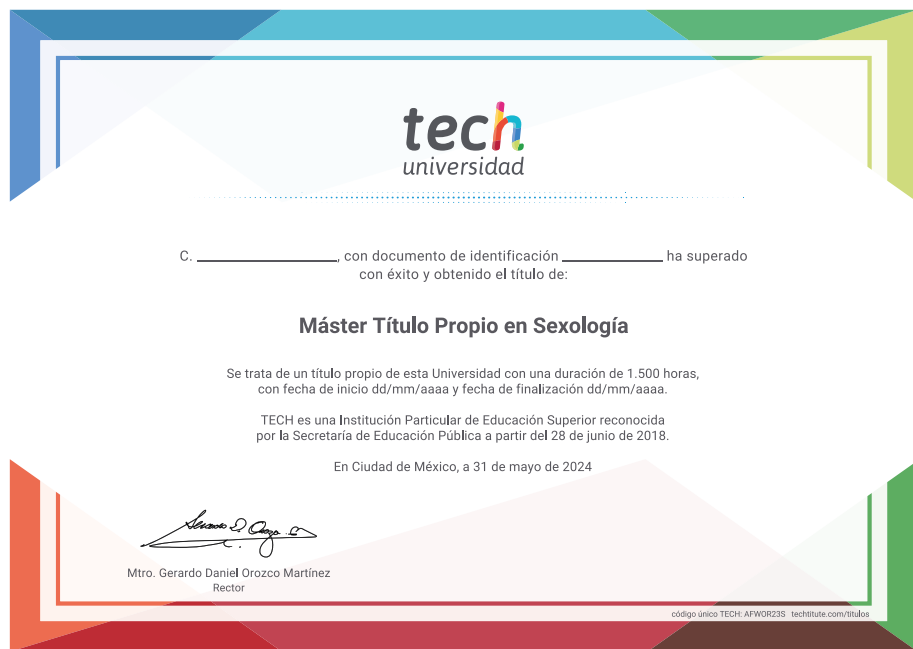 tech
universidad
C. ____________, con documento de identificación ____________ ha superado
con éxito y obtenido el título de:
Máster Título Propio en Sexología
Se trata de un título propio de esta Universidad con una duración de 1.500 horas,
con fecha de inicio dd/mm/aaaa y fecha de finalización dd/mm/aaaa.
TECH es una Institución Particular de Educación Superior reconocida
por la Secretaría de Educación Pública a partir del 28 de junio de 2018.
En Ciudad de México, a 31 de mayo de 2024
Mtro. Gerardo Daniel Orozco Martínez
Rector
código único TECH: AFWOR23S techtitute.com/titulos